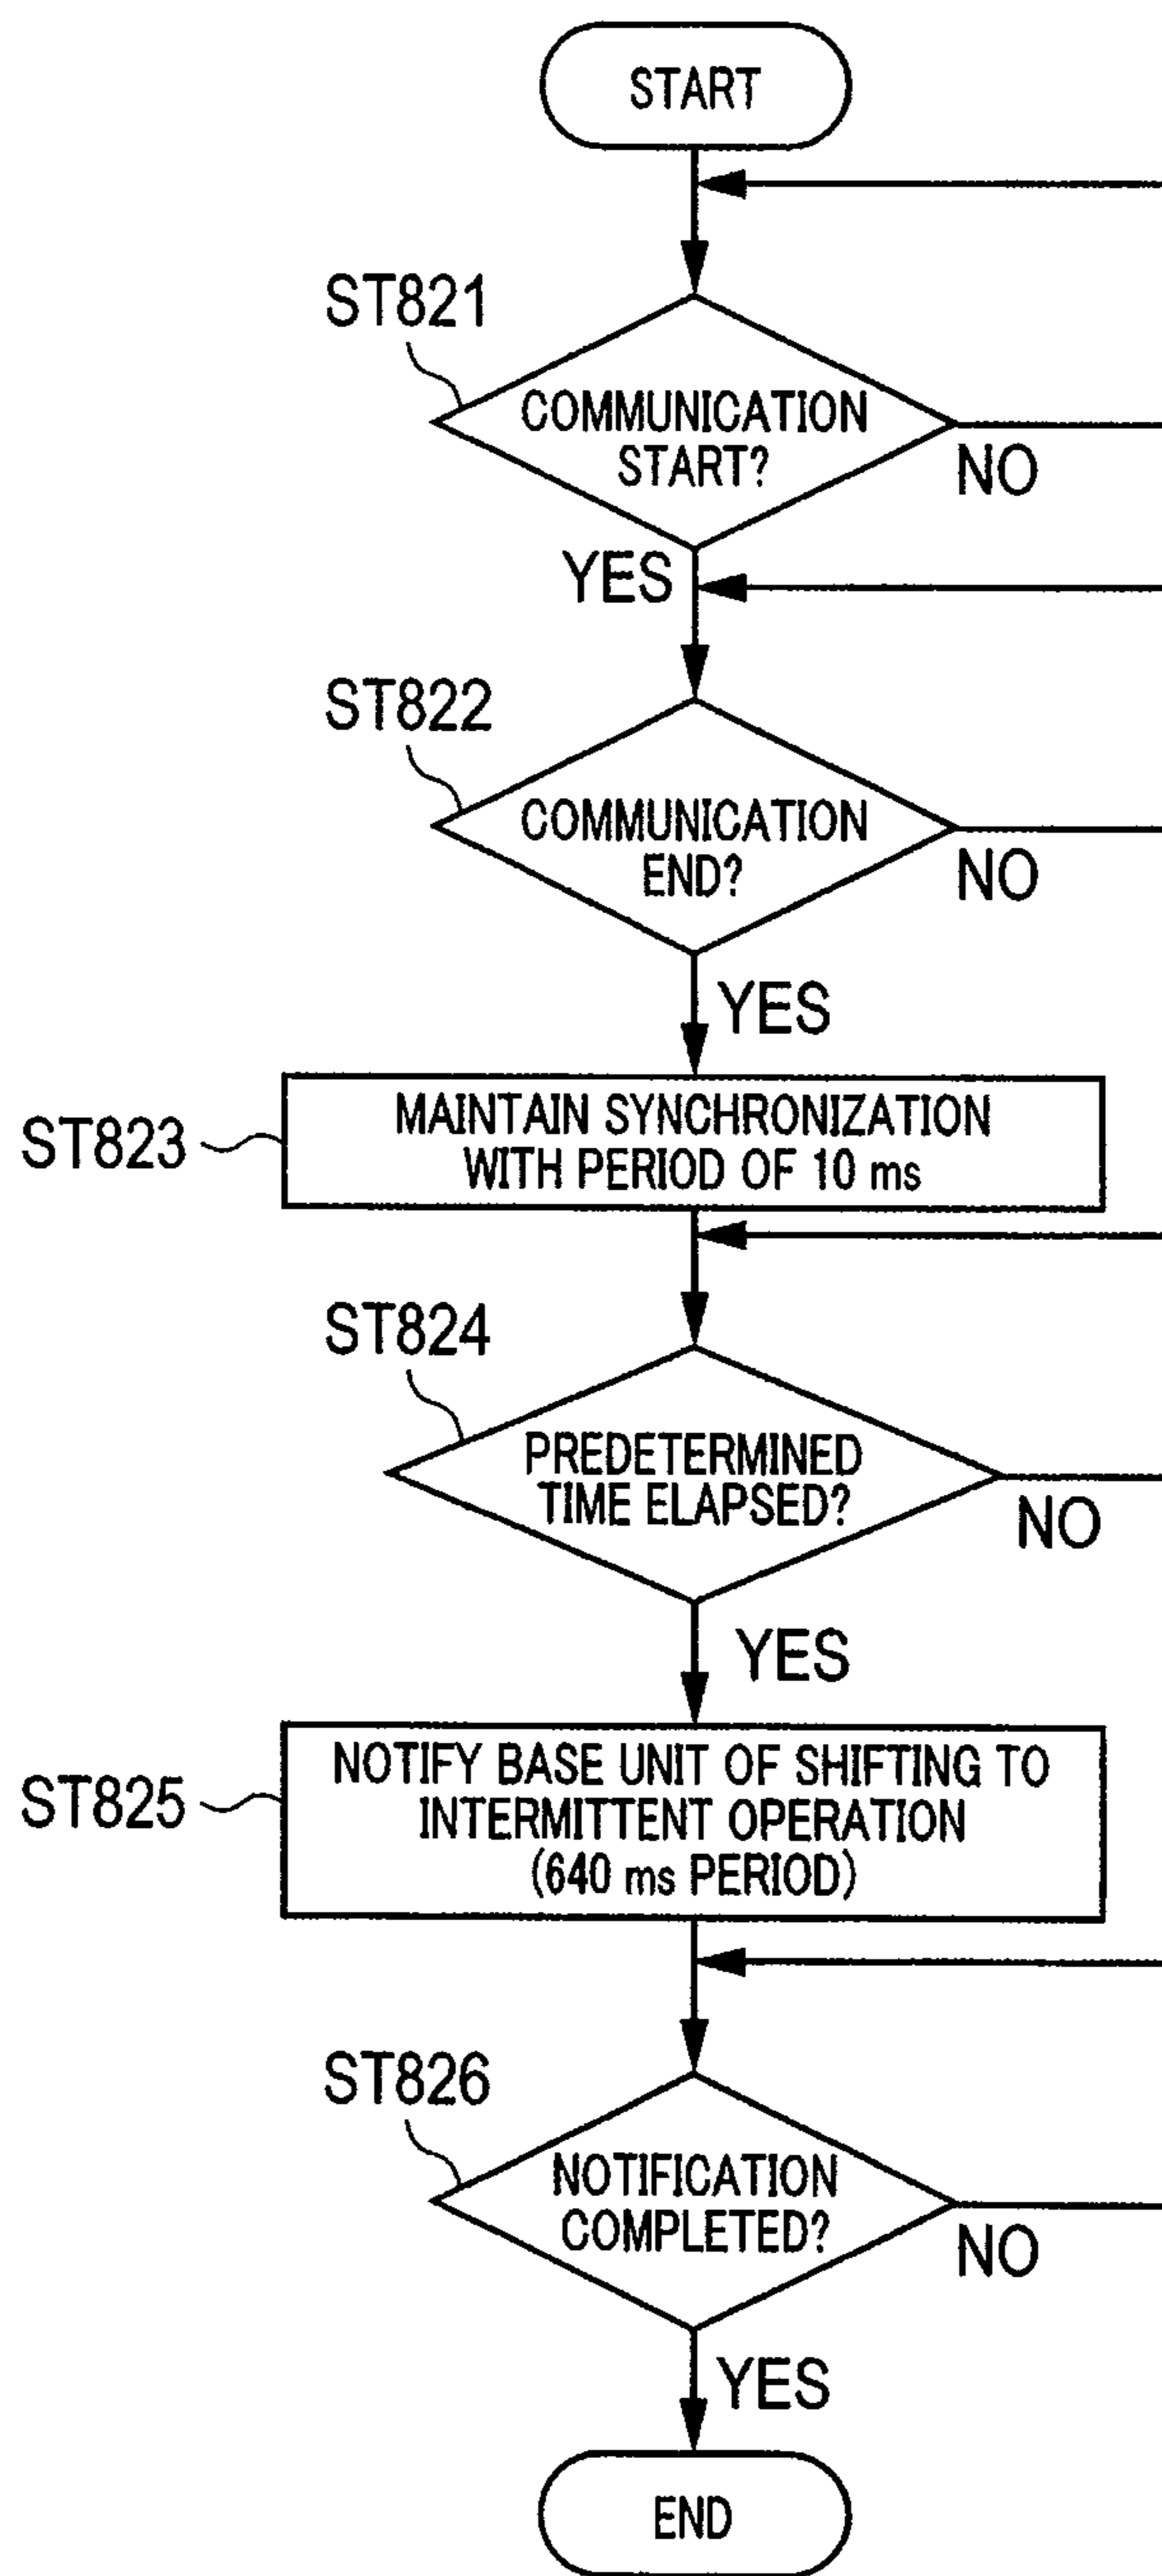 START
ST821
COMMUNICATION
START?
NO
YES
ST822
COMMUNICATION
END?
NO
YES
ST823
MAINTAIN SYNCHRONIZATION
WITH PERIOD OF 10 ms
ST824
PREDETERMINED
TIME ELAPSED?
NO
YES
ST825
NOTIFY BASE UNIT OF SHIFTING TO
INTERMITTENT OPERATION
(640 ms PERIOD)
ST826
NOTIFICATION
COMPLETED?
NO
YES
END